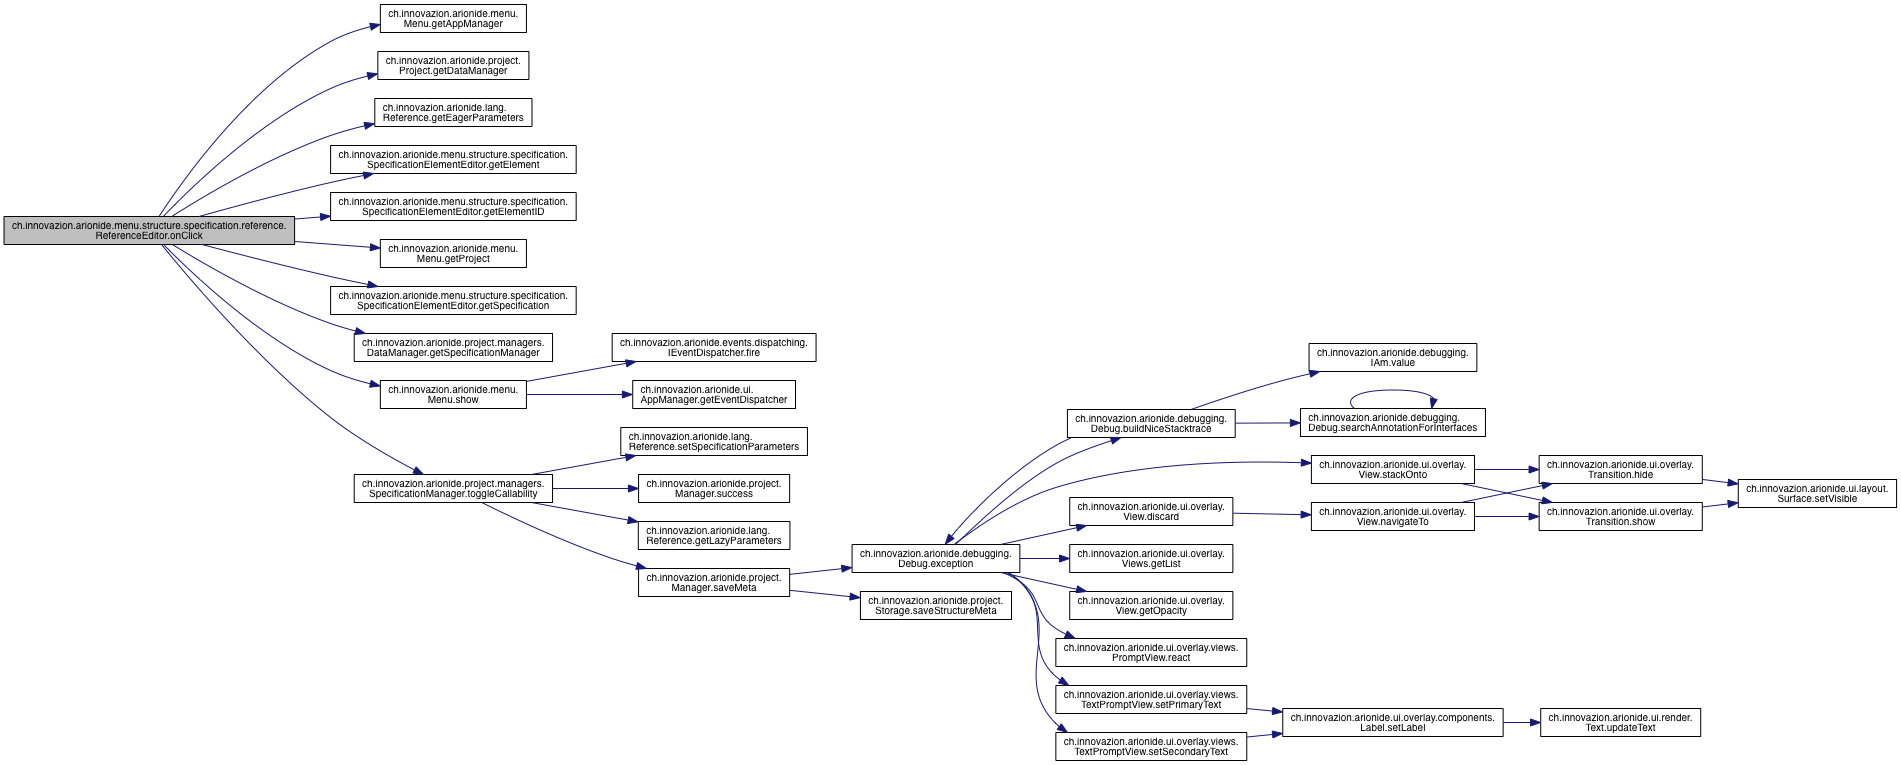 ch.innovazion.arionide.menu.structure.specification.reference.
ReferenceEditor.onClick
ch.innovazion.arionide.menu.
Menu.getAppManager
ch.innovazion.arionide.project.
Project.getDataManager
ch.innovazion.arionide.lang.
Reference.getEagerParameters
ch.innovazion.arionide.menu.structure.specification.
SpecificationElementEditor.getElement
ch.innovazion.arionide.menu.structure.specification.
SpecificationElementEditor.getElementID
ch.innovazion.arionide.menu.
Menu.getProject
ch.innovazion.arionide.menu.structure.specification.
SpecificationElementEditor.getSpecification
ch.innovazion.arionide.project.managers.
DataManager.getSpecificationManager
ch.innovazion.arionide.menu.
Menu.show
ch.innovazion.arionide.project.managers.
SpecificationManager.toggleCallability
ch.innovazion.arionide.events.dispatching.
IEventDispatcher.fire
ch.innovazion.arionide.ui.
AppManager.getEventDispatcher
ch.innovazion.arionide.lang.
Reference.setSpecificationParameters
ch.innovazion.arionide.project.
Manager.success
ch.innovazion.arionide.lang.
Reference.getLazyParameters
ch.innovazion.arionide.project.
Manager.saveMeta
ch.innovazion.arionide.debugging.
Debug.exception
ch.innovazion.arionide.project.
Storage.saveStructureMeta
ch.innovazion.arionide.debugging.
Debug.buildNiceStacktrace
ch.innovazion.arionide.ui.overlay.
View.discard
ch.innovazion.arionide.ui.overlay.
Views.getList
ch.innovazion.arionide.ui.overlay.
View.getOpacity
ch.innovazion.arionide.ui.overlay.views.
PromptView.react
ch.innovazion.arionide.ui.overlay.views.
TextPromptView.setPrimaryText
ch.innovazion.arionide.ui.overlay.views.
TextPromptView.setSecondaryText
ch.innovazion.arionide.debugging.
IAm.value
ch.innovazion.arionide.debugging.
Debug.searchAnnotationForInterfaces
ch.innovazion.arionide.ui.overlay.
View.stackOnto
ch.innovazion.arionide.ui.overlay.
View.navigateTo
ch.innovazion.arionide.ui.overlay.components.
Label.setLabel
ch.innovazion.arionide.ui.overlay.
Transition.hide
ch.innovazion.arionide.ui.overlay.
Transition.show
ch.innovazion.arionide.ui.render.
Text.updateText
ch.innovazion.arionide.ui.layout.
Surface.setVisible